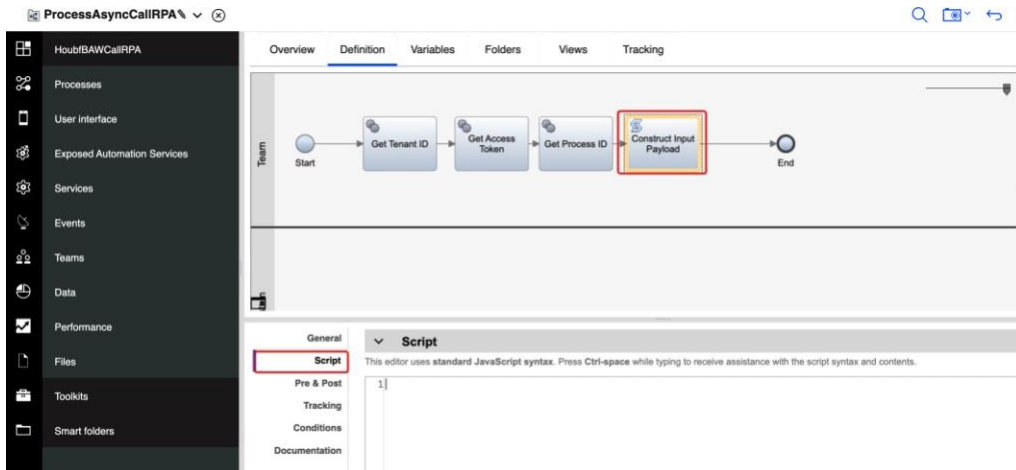 ProcessAsyncCallRPA
HoubfBAWCallRPA
Processes
User interface
Exposed Automation Services
Services
Events
Teams
Data
Performance
Files
Toolkits
Smart folders
Overview Definition Variables Folders Views Tracking
Team
Start
Get Tenant ID
Get Access
Token
Get Process ID
Construct Input
Payload
End
General
Script
Pre & Post
Tracking
Conditions
Documentation
Script
This editor uses standard JavaScript syntax. Press Ctrl-space while typing to receive assistance with the script syntax and contents.
1